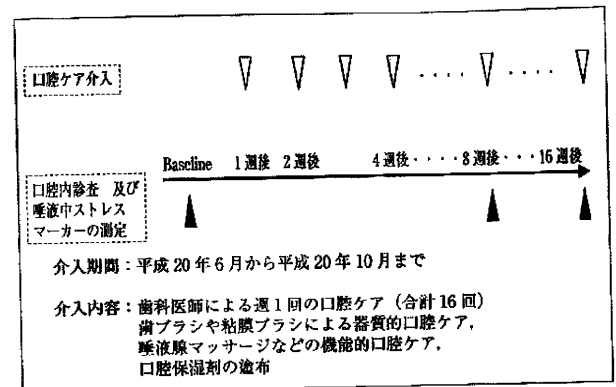 口腔ケア介入
Baseline 1週後 2週後 4週後・・・・8週後・・・16週後
口腔内診査 及び
唾液中ストレス
マーカーの測定
介入期間：平成20年6月から平成20年10月まで
介入内容：歯科医師による週1回の口腔ケア（合計16回）
歯ブラシや粘膜ブラシによる器質的口腔ケア，
唾液腺マッサージなどの機能的口腔ケア，
口腔保湿剤の塗布